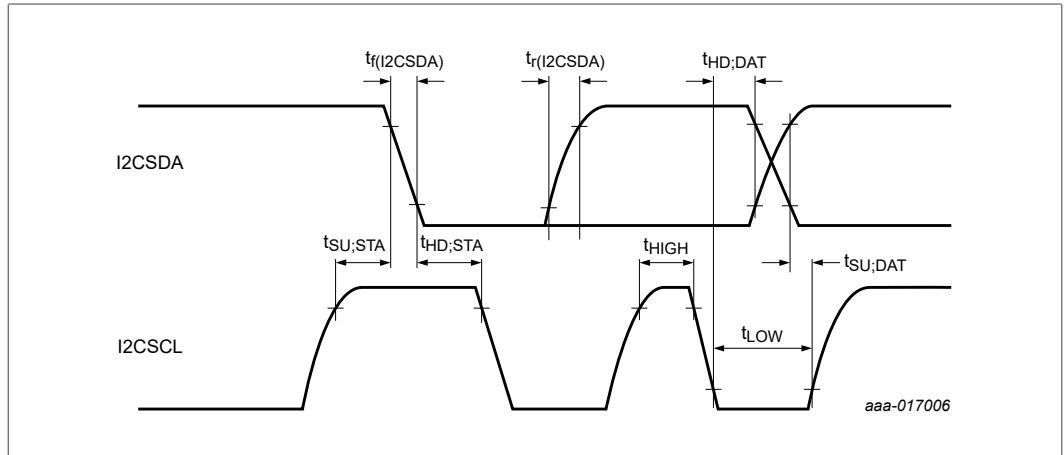 tf(I2CSDA) tr(I2CSDA) tHD;DAT
I2CSDA
tSU;STA tHD;STA tHIGH tSU;DAT
I2CSCL tLOW
aaa-017006